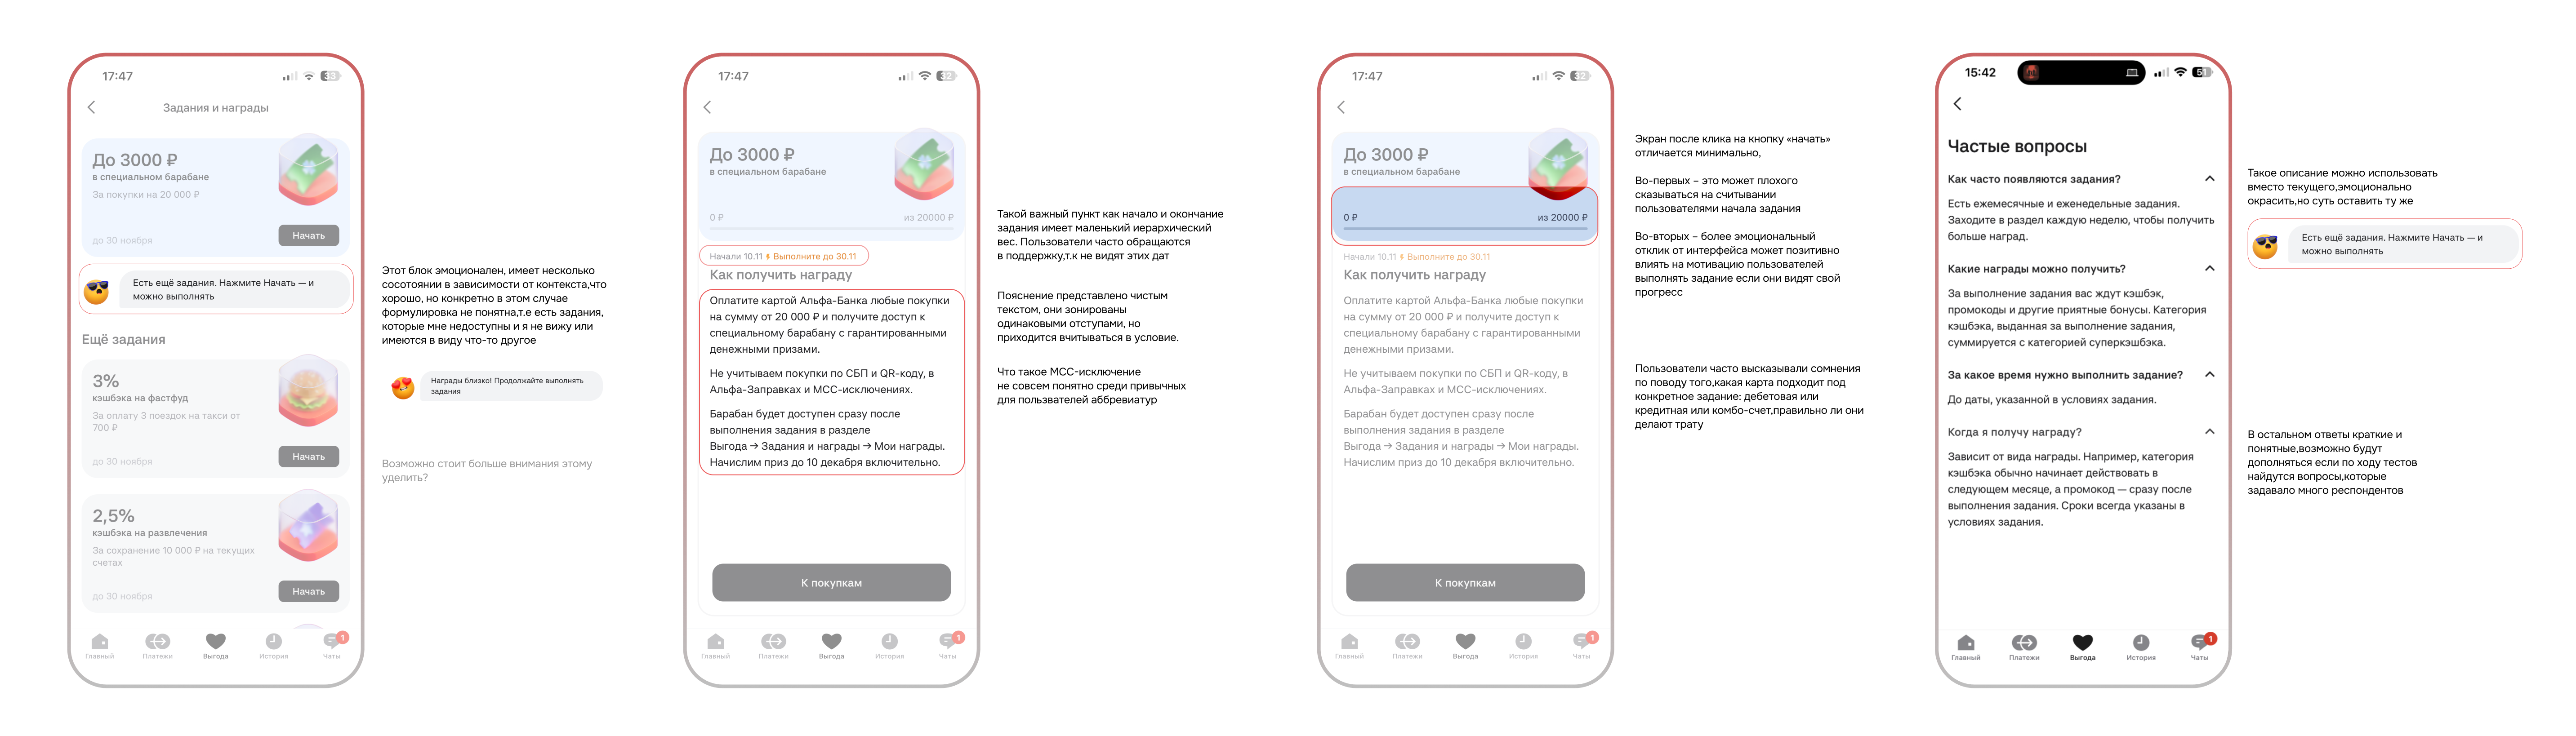 17:47
33
Задания и награды
До 3000 ₽
в специальном барабане
За покупки на 20 000 ₽
до 30 ноября
Начать
Есть ещё задания. Нажмите Начать — и
можно выполнять
Ещё задания
3%
кэшбэка на фастфуд
За оплату 3 поездок на такси от
700 ₽
до 30 ноября
Начать
2,5%
кэшбэка на развлечения
За сохранение 10 000 ₽ на текущих
счетах
до 30 ноября
Начать
1
Главный
Платежи
Выгода
История
Чаты
Этот блок эмоционален, имеет несколько
сосотоянии в зависимости от контекста,что
хорошо, но конкретно в этом случае
формулировка не понятна,т.е есть задания,
которые мне недоступны и я не вижу или
имеются в виду что-то другое
Награды близко! Продолжайте выполнять
задания
Возможно стоит больше внимания этому
уделить?
17:47
32
До 3000 ₽
в специальном барабане
0 ₽
из 20000 ₽
Начали 10.11 ⚡ Выполните до 30.11
Как получить награду
Оплатите картой Альфа-Банка любые покупки
на сумму от 20 000 ₽ и получите доступ к
специальному барабану с гарантированными
денежными призами.
Не учитываем покупки по СБП и QR-коду, в
Альфа-Заправках и МСС-исключениях.
Барабан будет доступен сразу после
выполнения задания в разделе
Выгода → Задания и награды → Мои награды.
Начислим приз до 10 декабря включительно.
К покупкам
1
Главный
Платежи
Выгода
История
Чаты
Такой важный пункт как начало и окончание
задания имеет маленький иерархический
вес. Пользователи часто обращаются
в поддержку,т.к не видят этих дат
Пояснение представлено чистым
текстом, они зонированы
одинаковыми отступами, но
приходится вчитываться в условие.
Что такое МСС-исключение
не совсем понятно среди привычных
для пользвателей аббревиатур
17:47
32
До 3000 ₽
в специальном барабане
0 ₽
из 20000 ₽
Начали 10.11 ⚡ Выполните до 30.11
Как получить награду
Оплатите картой Альфа-Банка любые покупки
на сумму от 20 000 ₽ и получите доступ к
специальному барабану с гарантированными
денежными призами.
Не учитываем покупки по СБП и QR-коду, в
Альфа-Заправках и МСС-исключениях.
Барабан будет доступен сразу после
выполнения задания в разделе
Выгода → Задания и награды → Мои награды.
Начислим приз до 10 декабря включительно.
К покупкам
1
Главный
Платежи
Выгода
История
Чаты
Экран после клика на кнопку «начать»
отличается минимально,
Во-первых – это может плохого
сказываться на считывании
пользователями начала задания
Во-вторых – более эмоциональный
отклик от интерфейса может позитивно
влиять на мотивацию пользователей
выполнять задание если они видят свой
прогресс
Пользователи часто высказывали сомнения
по поводу того,какая карта подходит под
конкретное задание: дебетовая или
кредитная или комбо-счет,правильно ли они
делают трату
15:42
51
Частые вопросы
Как часто появляются задания?
Есть ежемесячные и еженедельные задания.
Заходите в раздел каждую неделю, чтобы получить
больше наград.
Какие награды можно получить?
За выполнение задания вас ждут кэшбэк,
промокоды и другие приятные бонусы. Категория
кэшбэка, выданная за выполнение задания,
суммируется с категорией суперкэшбэка.
За какое время нужно выполнить задание?
До даты, указанной в условиях задания.
Когда я получу награду?
Зависит от вида награды. Например, категория
кэшбэка обычно начинает действовать в
следующем месяце, а промокод — сразу после
выполнения задания. Сроки всегда указаны в
условиях задания.
1
Главный
Платежи
Выгода
История
Чаты
Такое описание можно использовать
вместо текущего,эмоционально
окрасить,но суть оставить ту же
Есть ещё задания. Нажмите Начать — и
можно выполнять
В остальном ответы краткие и
понятные,возможно будут
дополняться если по ходу тестов
найдутся вопросы,которые
задавало много респондентов